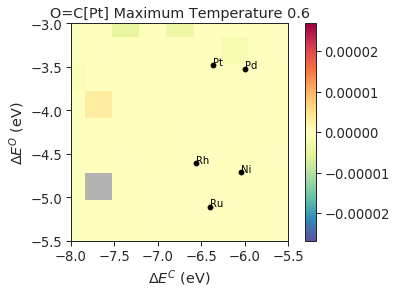 O=C[Pt] Maximum Temperature 0.6
−3.0
−3.5
−4.0
−4.5
−5.0
−5.5
ΔE^O (eV)
Pt
Pd
Rh
Ni
Ru
−8.0 −7.5 −7.0 −6.5 −6.0 −5.5
ΔE^C (eV)
0.00002
0.00001
0.00000
−0.00001
−0.00002